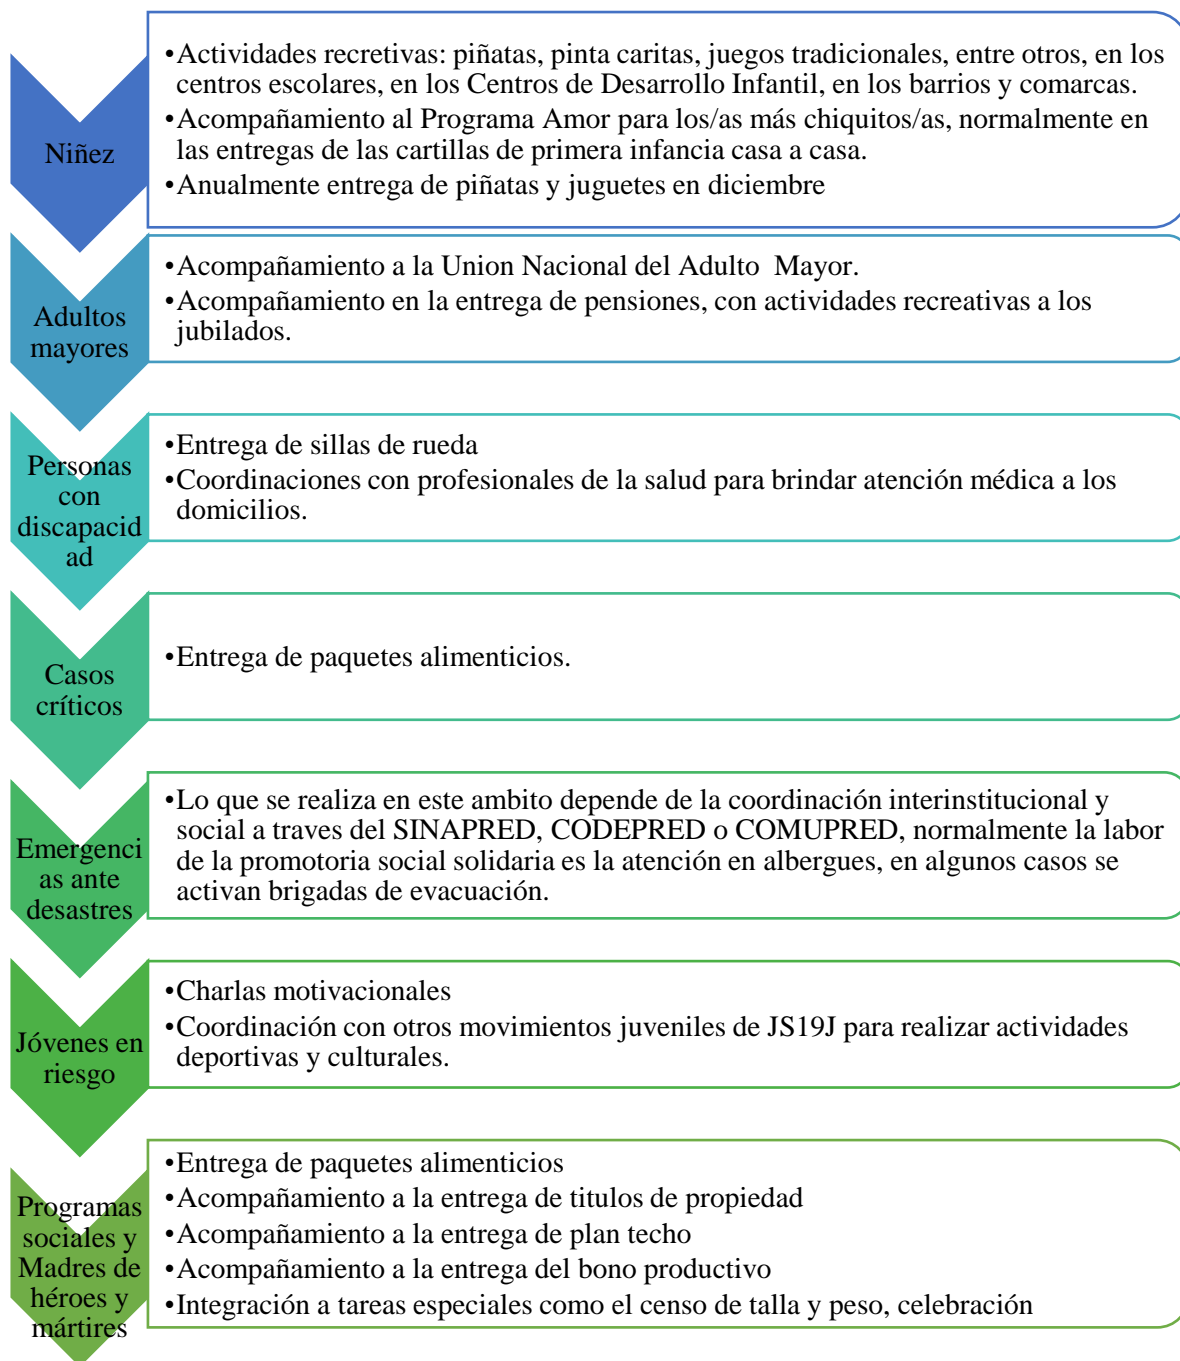 Niñez
•Actividades recretivas: piñatas, pinta caritas, juegos tradicionales, entre otros, en los
centros escolares, en los Centros de Desarrollo Infantil, en los barrios y comarcas.
•Acompañamiento al Programa Amor para los/as más chiquitos/as, normalmente en
las entregas de las cartillas de primera infancia casa a casa.
•Anualmente entrega de piñatas y juguetes en diciembre
Adultos
mayores
•Acompañamiento a la Union Nacional del Adulto  Mayor.
•Acompañamiento en la entrega de pensiones, con actividades recreativas a los
jubilados.
Personas
con
discapacid
ad
•Entrega de sillas de rueda
•Coordinaciones con profesionales de la salud para brindar atención médica a los
domicilios.
Casos
críticos
•Entrega de paquetes alimenticios.
Emergenci
as ante
desastres
•Lo que se realiza en este ambito depende de la coordinación interinstitucional y
social a traves del SINAPRED, CODEPRED o COMUPRED, normalmente la labor
de la promotoria social solidaria es la atención en albergues, en algunos casos se
activan brigadas de evacuación.
Jóvenes en
riesgo
•Charlas motivacionales
•Coordinación con otros movimientos juveniles de JS19J para realizar actividades
deportivas y culturales.
Programas
sociales y
Madres de
héroes y
mártires
•Entrega de paquetes alimenticios
•Acompañamiento a la entrega de titulos de propiedad
•Acompañamiento a la entrega de plan techo
•Acompañamiento a la entrega del bono productivo
•Integración a tareas especiales como el censo de talla y peso, celebración